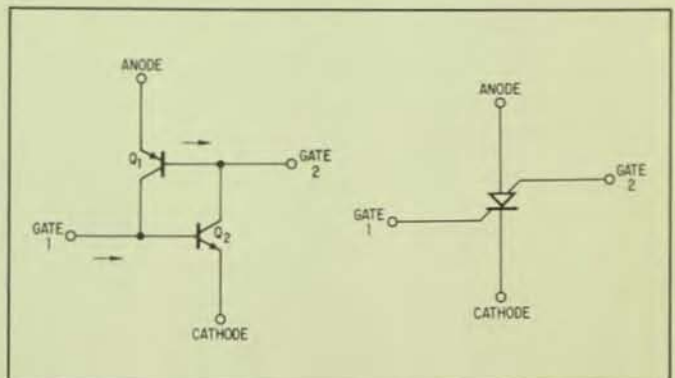 ANODE
Q1
GATE
2
GATE
1
Q2
CATHODE
ANODE
GATE
2
GATE
1
CATHODE